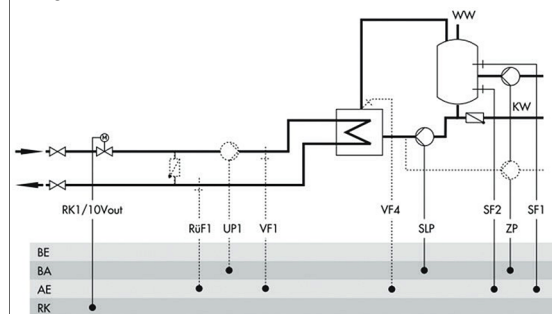 WW
M
KW
RK1/10Vout
RüF1
UP1
VF1
VF4
SLP
SF2
ZP
SF1
BE
BA
AE
RK